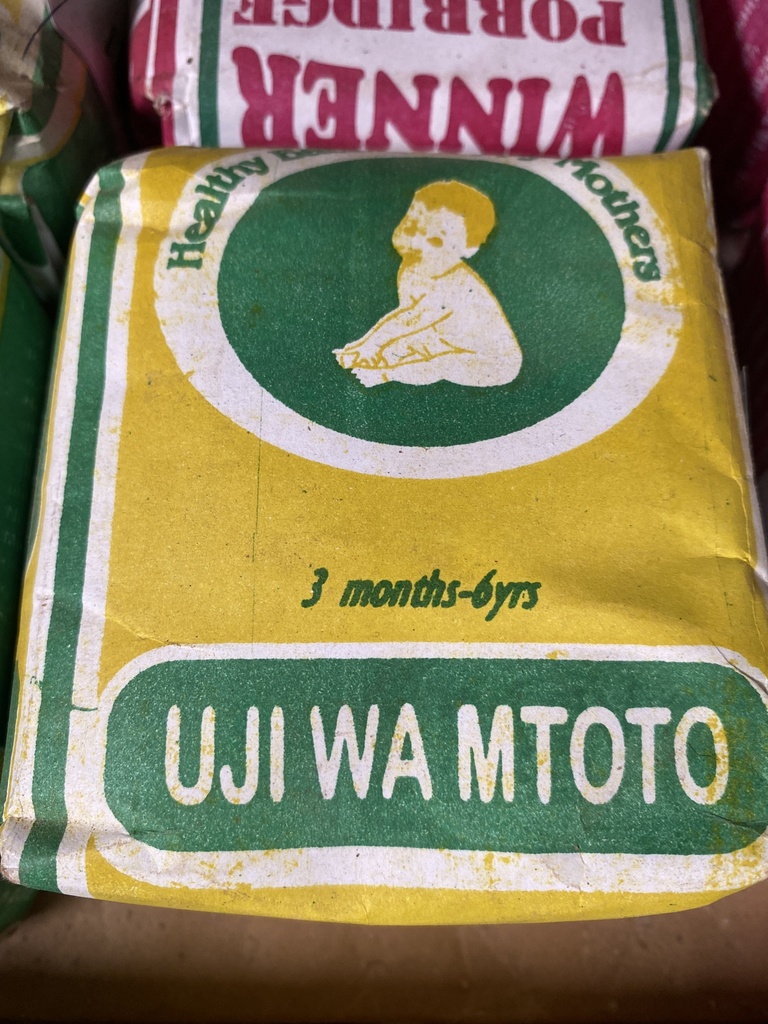 PORRIDGE
WINNER
Healthy Mothers
3 months-6yrs
UJI WA MTOTO